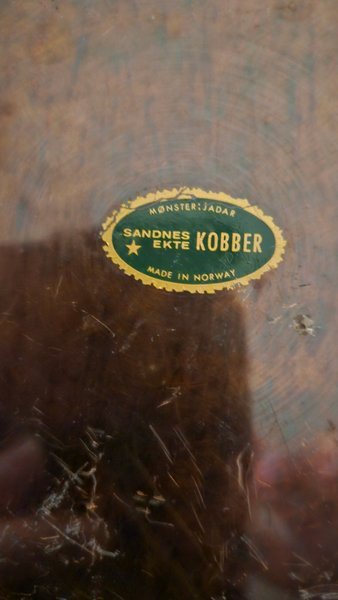 MØNSTER: JADAR
SANDNES
EKTE KOBBER
MADE IN NORWAY